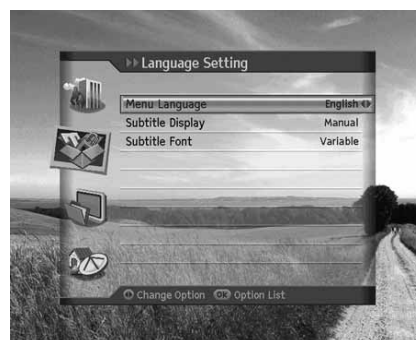 Language Setting
Menu Language English
Subtitle Display Manual
Subtitle Font Variable
Change Option OK Option List